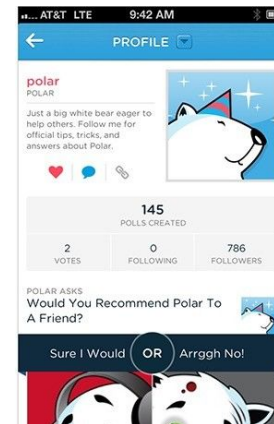 AT&T LTE 9:42 AM
PROFILE
polar
POLAR
Just a big white bear eager to
help others. Follow me for
official tips, tricks, and
answers about Polar.
145
POLLS CREATED
2 0 786
VOTES FOLLOWING FOLLOWERS
POLAR ASKS
Would You Recommend Polar To
A Friend?
Sure I Would OR Arrggh No!